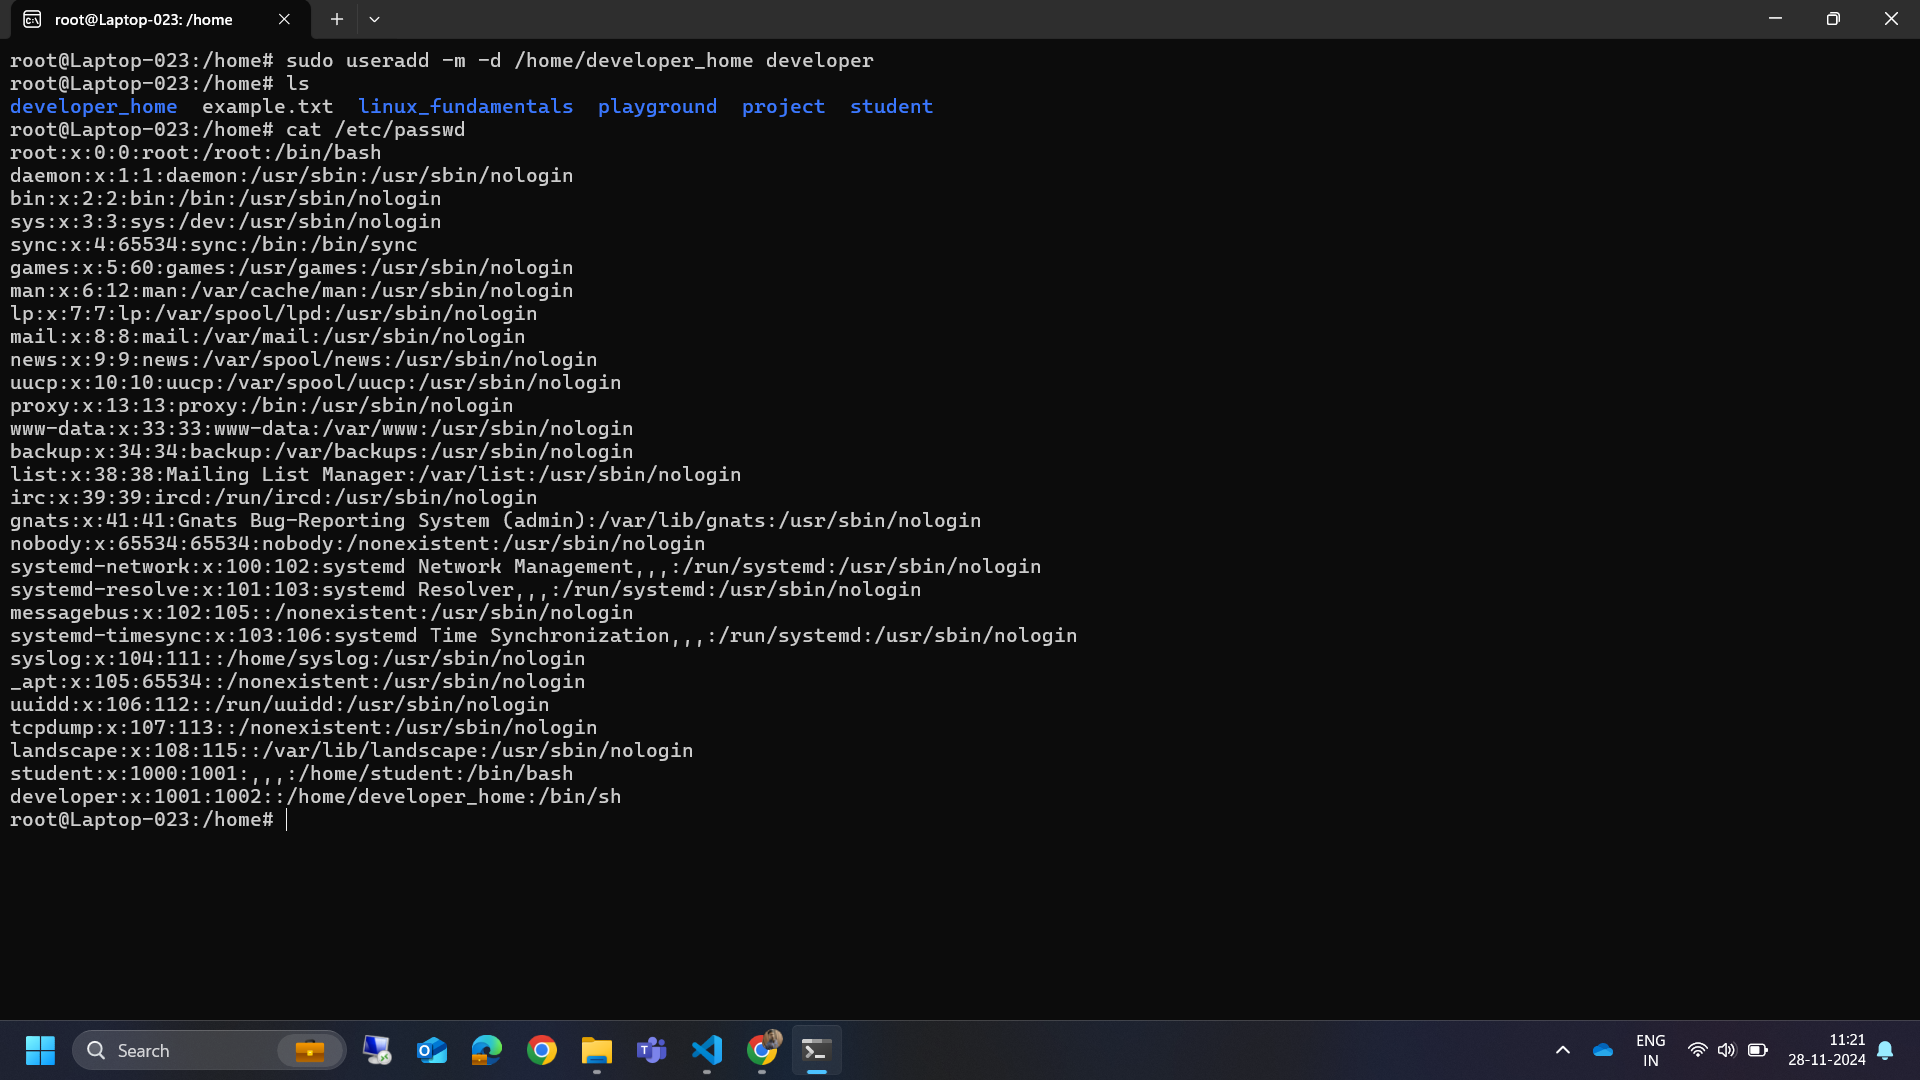 root@Laptop-023: /home
root@Laptop-023:/home# sudo useradd -m -d /home/developer_home developer
root@Laptop-023:/home# ls
developer_home  example.txt  linux_fundamentals  playground  project  student
root@Laptop-023:/home# cat /etc/passwd
root:x:0:0:root:/root:/bin/bash
daemon:x:1:1:daemon:/usr/sbin:/usr/sbin/nologin
bin:x:2:2:bin:/bin:/usr/sbin/nologin
sys:x:3:3:sys:/dev:/usr/sbin/nologin
sync:x:4:65534:sync:/bin:/bin/sync
games:x:5:60:games:/usr/games:/usr/sbin/nologin
man:x:6:12:man:/var/cache/man:/usr/sbin/nologin
lp:x:7:7:lp:/var/spool/lpd:/usr/sbin/nologin
mail:x:8:8:mail:/var/mail:/usr/sbin/nologin
news:x:9:9:news:/var/spool/news:/usr/sbin/nologin
uucp:x:10:10:uucp:/var/spool/uucp:/usr/sbin/nologin
proxy:x:13:13:proxy:/bin:/usr/sbin/nologin
www-data:x:33:33:www-data:/var/www:/usr/sbin/nologin
backup:x:34:34:backup:/var/backups:/usr/sbin/nologin
list:x:38:38:Mailing List Manager:/var/list:/usr/sbin/nologin
irc:x:39:39:ircd:/run/ircd:/usr/sbin/nologin
gnats:x:41:41:Gnats Bug-Reporting System (admin):/var/lib/gnats:/usr/sbin/nologin
nobody:x:65534:65534:nobody:/nonexistent:/usr/sbin/nologin
systemd-network:x:100:102:systemd Network Management,,,:/run/systemd:/usr/sbin/nologin
systemd-resolve:x:101:103:systemd Resolver,,,:/run/systemd:/usr/sbin/nologin
messagebus:x:102:105::/nonexistent:/usr/sbin/nologin
systemd-timesync:x:103:106:systemd Time Synchronization,,,:/run/systemd:/usr/sbin/nologin
syslog:x:104:111::/home/syslog:/usr/sbin/nologin
_apt:x:105:65534::/nonexistent:/usr/sbin/nologin
uuidd:x:106:112::/run/uuidd:/usr/sbin/nologin
tcpdump:x:107:113::/nonexistent:/usr/sbin/nologin
landscape:x:108:115::/var/lib/landscape:/usr/sbin/nologin
student:x:1000:1001:,,,:/home/student:/bin/bash
developer:x:1001:1002::/home/developer_home:/bin/sh
root@Laptop-023:/home#
Search
ENG
IN
11:21
28-11-2024